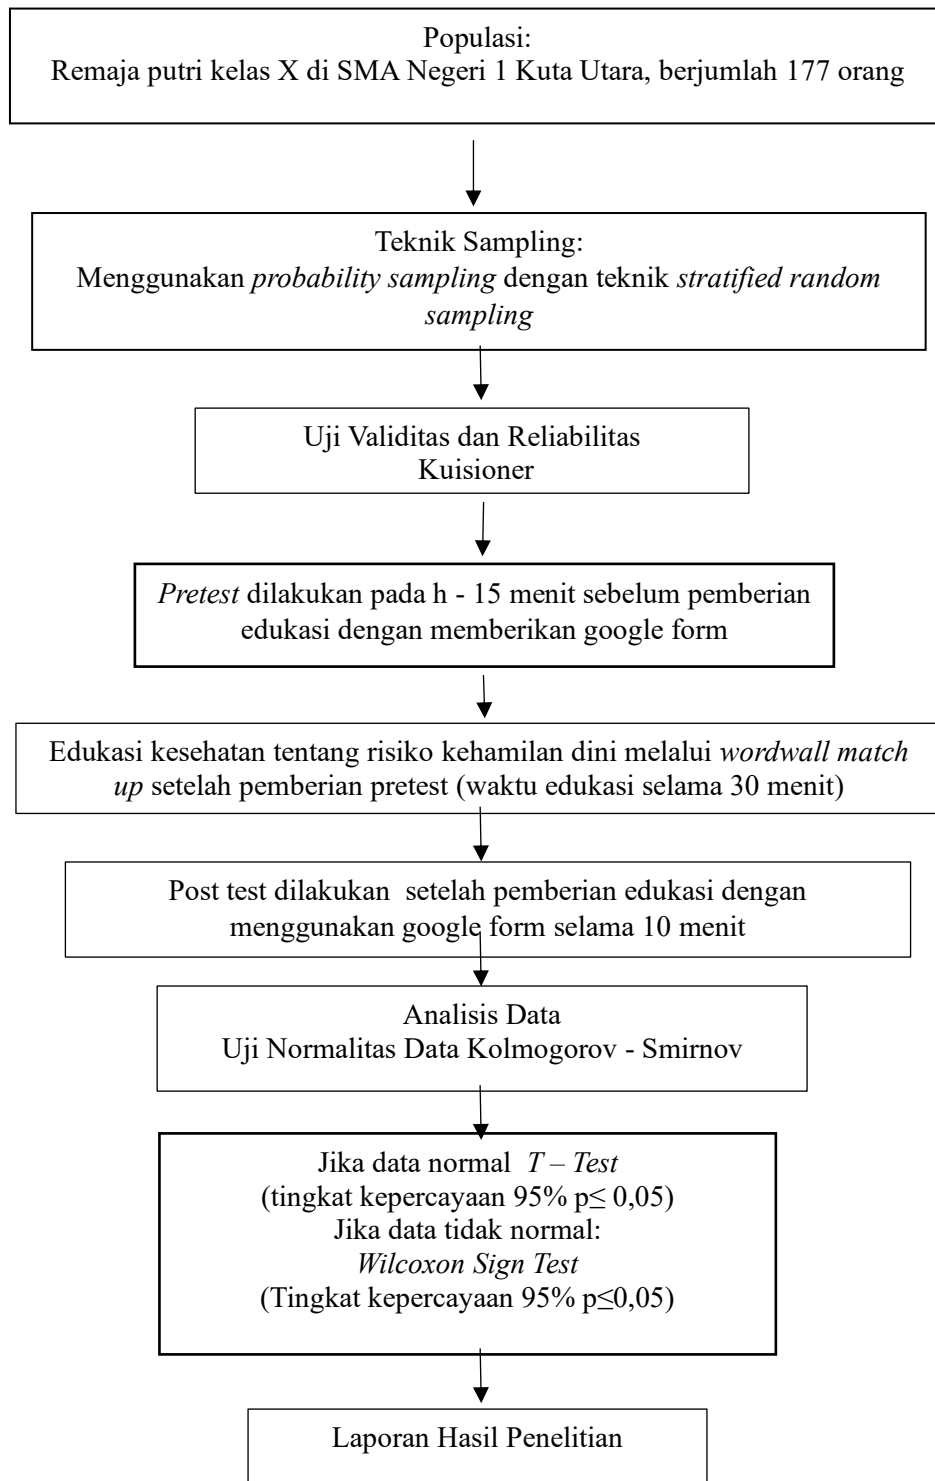 Populasi:
Remaja putri kelas X di SMA Negeri 1 Kuta Utara, berjumlah 177 orang
Teknik Sampling:
Menggunakan probability sampling dengan teknik stratified random
sampling
Uji Validitas dan Reliabilitas
Kuisioner
Pretest dilakukan pada h - 15 menit sebelum pemberian
edukasi dengan memberikan google form
Edukasi kesehatan tentang risiko kehamilan dini melalui wordwall match
up setelah pemberian pretest (waktu edukasi selama 30 menit)
Post test dilakukan  setelah pemberian edukasi dengan
menggunakan google form selama 10 menit
Analisis Data
Uji Normalitas Data Kolmogorov - Smirnov
Jika data normal  T – Test
(tingkat kepercayaan 95% p≤ 0,05)
Jika data tidak normal:
Wilcoxon Sign Test
(Tingkat kepercayaan 95% p≤0,05)
Laporan Hasil Penelitian